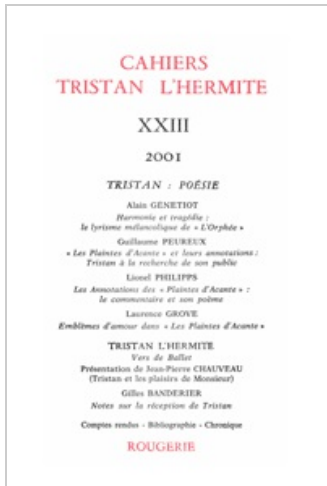 CAHIERS
TRISTAN L'HERMITE
XXIII
2001
TRISTAN : POÉSIE
Alain GENETIOT
Harmonie et tragédie :
le lyrisme mélancolique de « L'Orphée »
Guillaume PEUREUX
« Les Plaintes d'Acante » et leurs annotations :
Tristan à la recherche de son public
Lionel PHILIPPS
Les Annotations des « Plaintes d'Acante » :
le commentaire et son poème
Laurence GROVE
Emblèmes d'amour dans « Les Plaintes d'Acante »
TRISTAN L'HERMITE
Vers de Ballet
Présentation de Jean-Pierre CHAUVEAU
(Tristan et les plaisirs de Monsieur)
Gilles BANDERIER
Notes sur la réception de Tristan
Comptes rendus - Bibliographie - Chronique
ROUGERIE